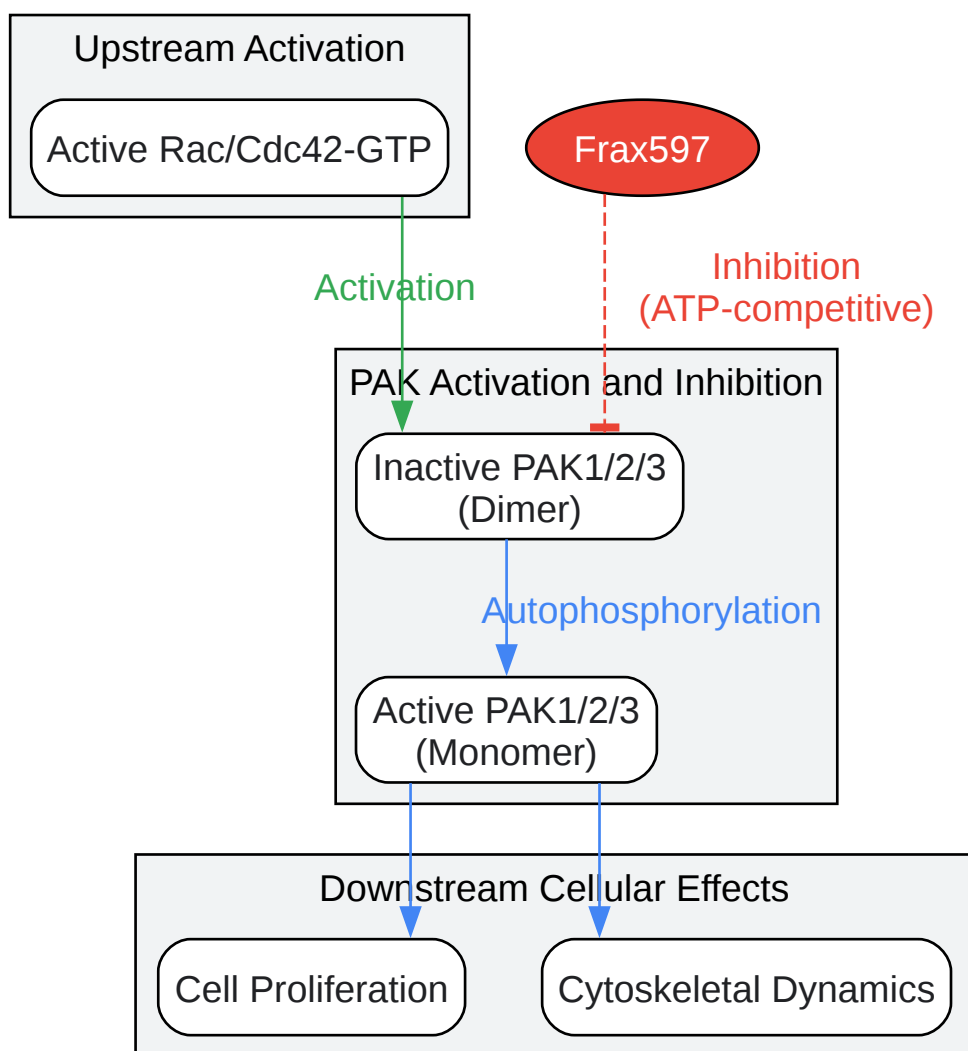 Upstream Activation
Active Rac/Cdc42-GTP
Frax597
Activation
Inhibition
(ATP-competitive)
PAK Activation and Inhibition
Inactive PAK1/2/3
(Dimer)
Autophosphorylation
Active PAK1/2/3
(Monomer)
Downstream Cellular Effects
Cell Proliferation
Cytoskeletal Dynamics